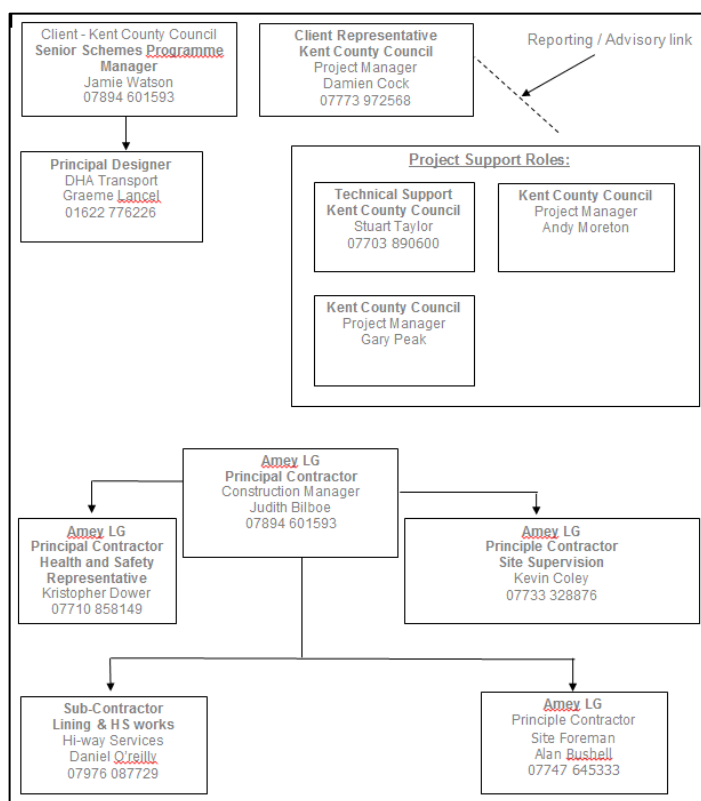 Client - Kent County Council
Senior Schemes Programme
Manager
Jamie Watson
07894 601593
Client Representative
Kent County Council
Project Manager
Damien Cock
07773 972568
Reporting / Advisory link
Principal Designer
DHA Transport
Graeme Lancel
01622 776226
Project Support Roles:
Technical Support
Kent County Council
Stuart Taylor
07703 890600
Kent County Council
Project Manager
Andy Moreton
Kent County Council
Project Manager
Gary Peak
Amey LG
Principal Contractor
Construction Manager
Judith Bilboe
07894 601593
Amey LG
Principal Contractor
Health and Safety
Representative
Kristopher Dower
07710 858149
Amey LG
Principle Contractor
Site Supervision
Kevin Coley
07733 328876
Sub-Contractor
Lining & HS works
Hi-way Services
Daniel O'reilly
07976 087729
Amey LG
Principle Contractor
Site Foreman
Alan Bushell
07747 645333